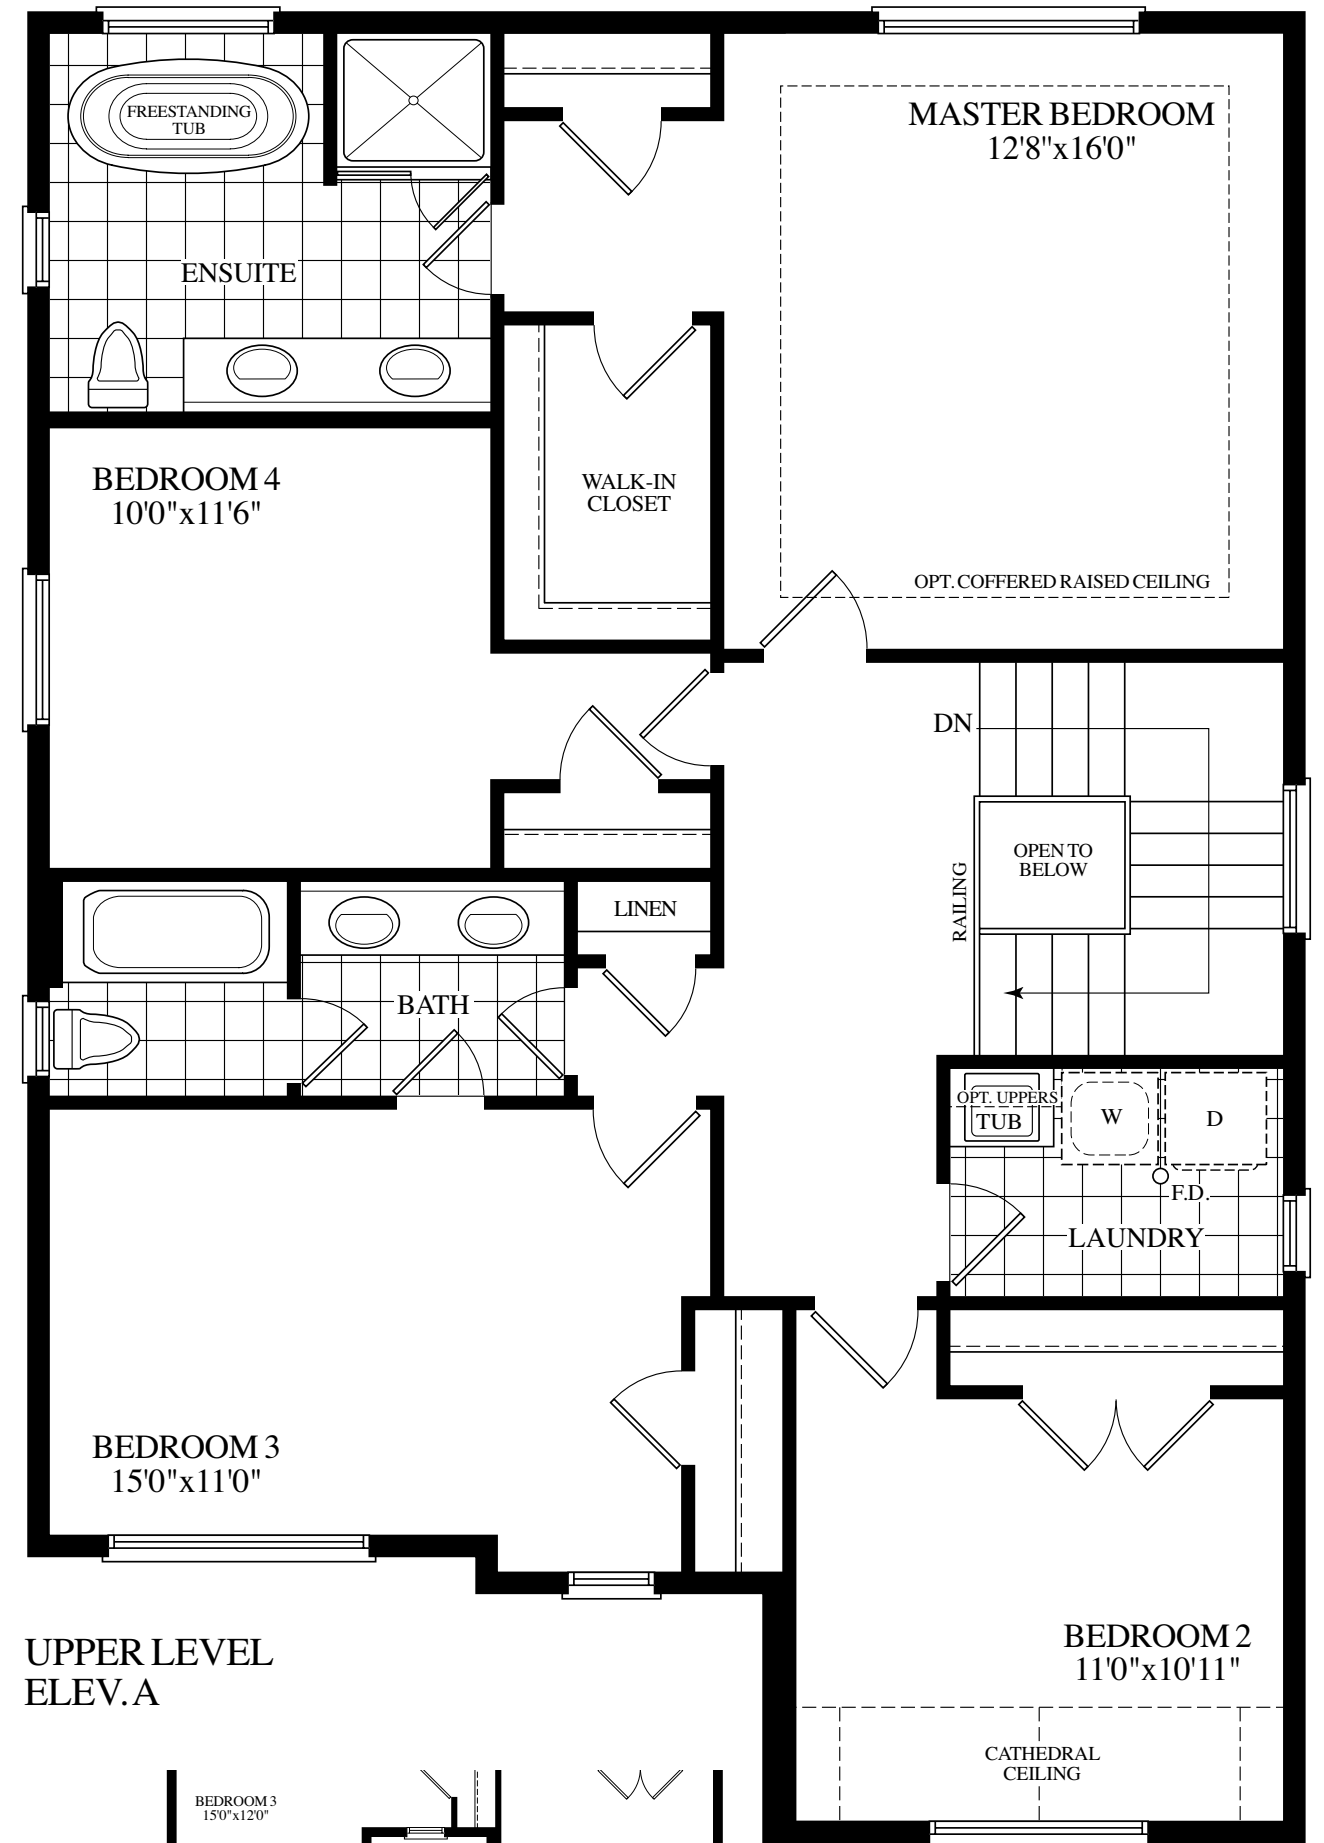 FREESTANDING
TUB
MASTER BEDROOM
12'8"x16'0"
ENSUITE
BEDROOM 4
10'0"x11'6"
WALK-IN
CLOSET
OPT. COFFERED RAISED CEILING
DN
OPEN TO
BELOW
RAILING
LINEN
BATH
OPT. UPPERS
TUB
W
D
F.D.
LAUNDRY
BEDROOM 3
15'0"x11'0"
BEDROOM 2
11'0"x10'11"
UPPER LEVEL
ELEV. A
CATHEDRAL
CEILING
BEDROOM 3
15'0"x12'0"